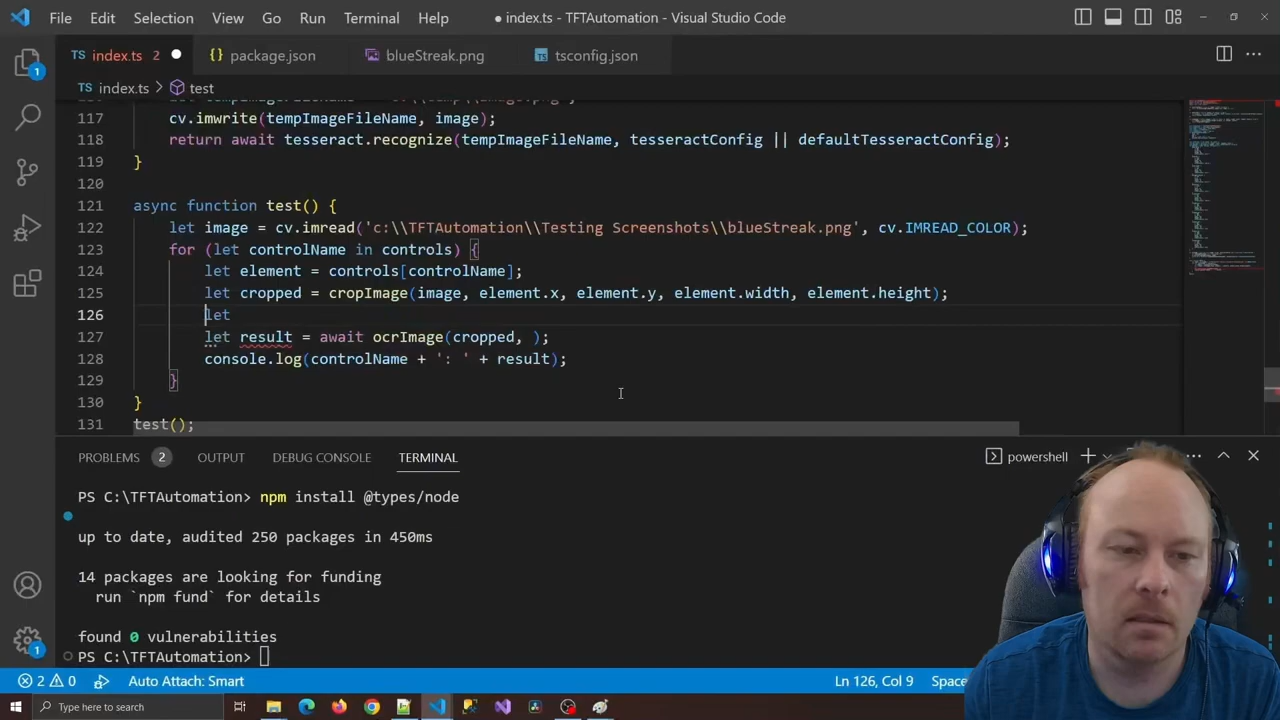 File Edit Selection View Go Run Terminal Help
● index.ts - TFTAutomation - Visual Studio Code
TS index.ts 2 ●
{} package.json
blueStreak.png
tsconfig.json
TS index.ts > test
117 cv.imwrite(tempImageFileName, image);
118 return await tesseract.recognize(tempImageFileName, tesseractConfig || defaultTesseractConfig);
119 }
120
121 async function test() {
122 let image = cv.imread('c:\\TFTAutomation\\Testing Screenshots\\blueStreak.png', cv.IMREAD_COLOR);
123 for (let controlName in controls) {
124 let element = controls[controlName];
125 let cropped = cropImage(image, element.x, element.y, element.width, element.height);
126 let
127 let result = await ocrImage(cropped, );
128 console.log(controlName + ': ' + result);
129 }
130 }
131 test();
PROBLEMS 2 OUTPUT DEBUG CONSOLE TERMINAL
powershell
PS C:\TFTAutomation> npm install @types/node
up to date, audited 250 packages in 450ms
14 packages are looking for funding
run `npm fund` for details
found 0 vulnerabilities
PS C:\TFTAutomation>
1
1
2 0 Auto Attach: Smart
Ln 126, Col 9
Type here to search